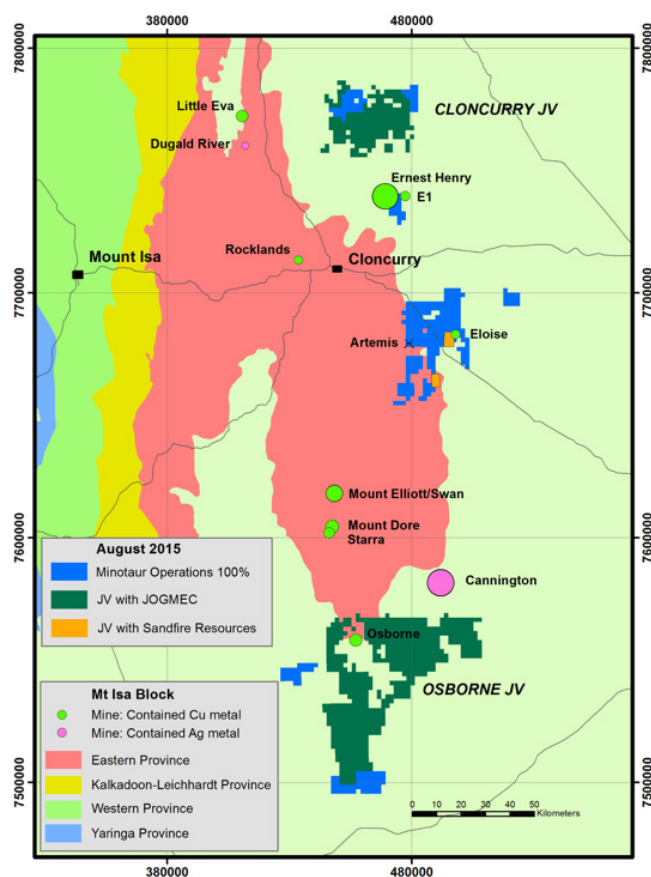 380000
480000
7800000
7800000
Little Eva
CLONCURRY JV
Dugald River
Ernest Henry
E1
Rocklands
Mount Isa
Cloncurry
7700000
7700000
Artemis
Eloise
Mount Elliott/Swan
Mount Dore
Starra
7600000
7600000
August 2015
Minotaur Operations 100%
JV with JOGMEC
JV with Sandfire Resources
Cannington
Osborne
OSBORNE JV
Mt Isa Block
Mine: Contained Cu metal
Mine: Contained Ag metal
Eastern Province
Kalkadoon-Leichhardt Province
Western Province
Yaringa Province
7500000
7500000
0 10 20 30 40 50
Kilometers
380000
480000